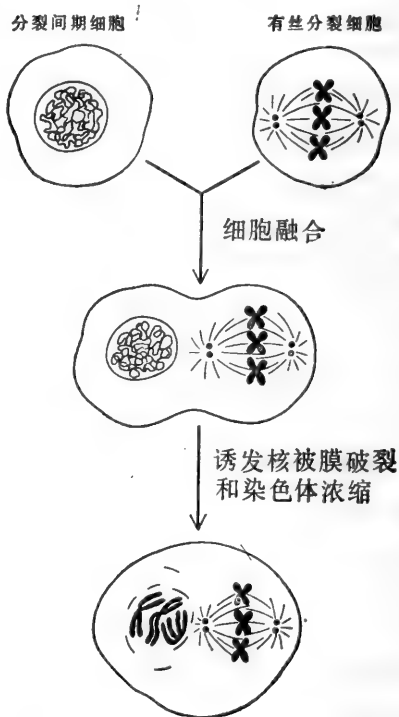 分裂间期细胞
有丝分裂细胞
细胞融合
诱发核被膜破裂
和染色体浓缩